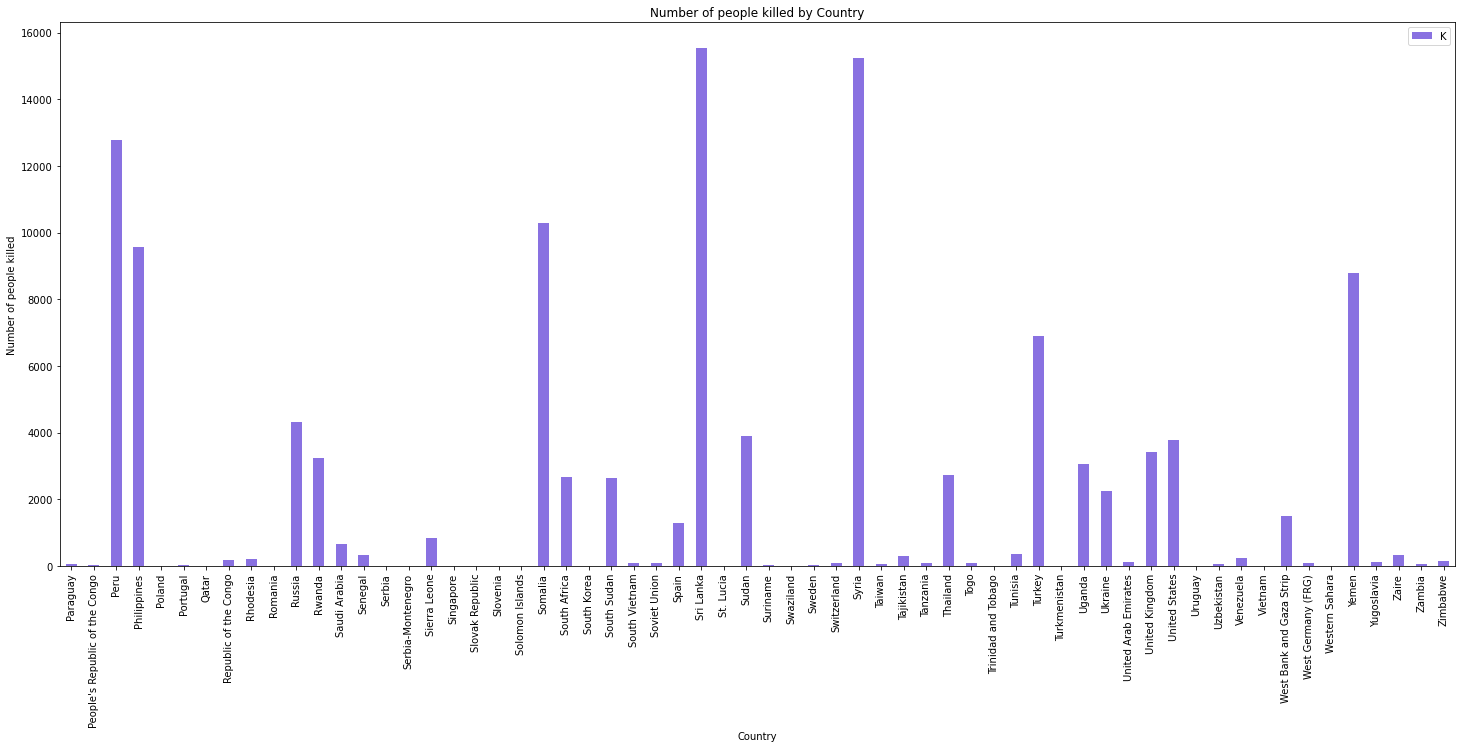 Number of people killed by Country
K
16000
14000
12000
10000
8000
6000
4000
2000
0
Number of people killed
Paraguay
People's Republic of the Congo
Peru
Philippines
Poland
Portugal
Qatar
Republic of the Congo
Rhodesia
Romania
Russia
Rwanda
Saudi Arabia
Senegal
Serbia
Serbia-Montenegro
Sierra Leone
Singapore
Slovak Republic
Slovenia
Solomon Islands
Somalia
South Africa
South Korea
South Sudan
South Vietnam
Soviet Union
Spain
Sri Lanka
St. Lucia
Sudan
Suriname
Swaziland
Sweden
Switzerland
Syria
Taiwan
Tajikistan
Tanzania
Thailand
Togo
Trinidad and Tobago
Tunisia
Turkey
Turkmenistan
Uganda
Ukraine
United Arab Emirates
United Kingdom
United States
Uruguay
Uzbekistan
Venezuela
Vietnam
West Bank and Gaza Strip
West Germany (FRG)
Western Sahara
Yemen
Yugoslavia
Zaire
Zambia
Zimbabwe
Country